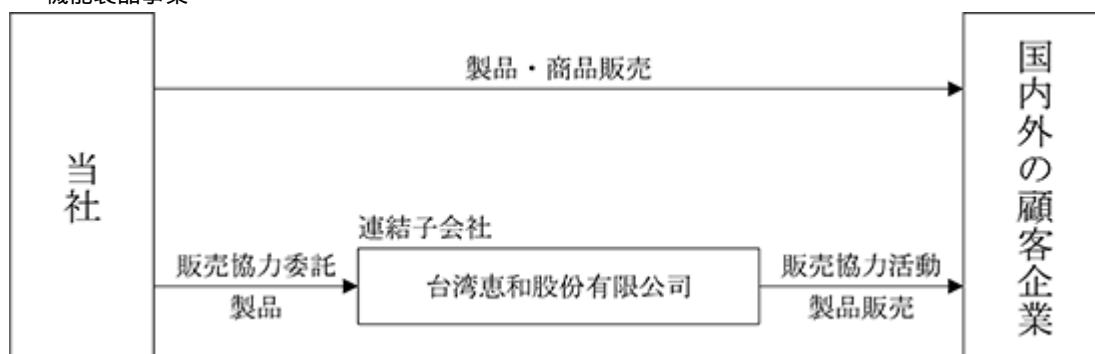 機能製品事業
製品・商品販売
当社
国内外の顧客企業
連結子会社
販売協力委託
製品
台湾恵和股份有限公司
販売協力活動
製品販売